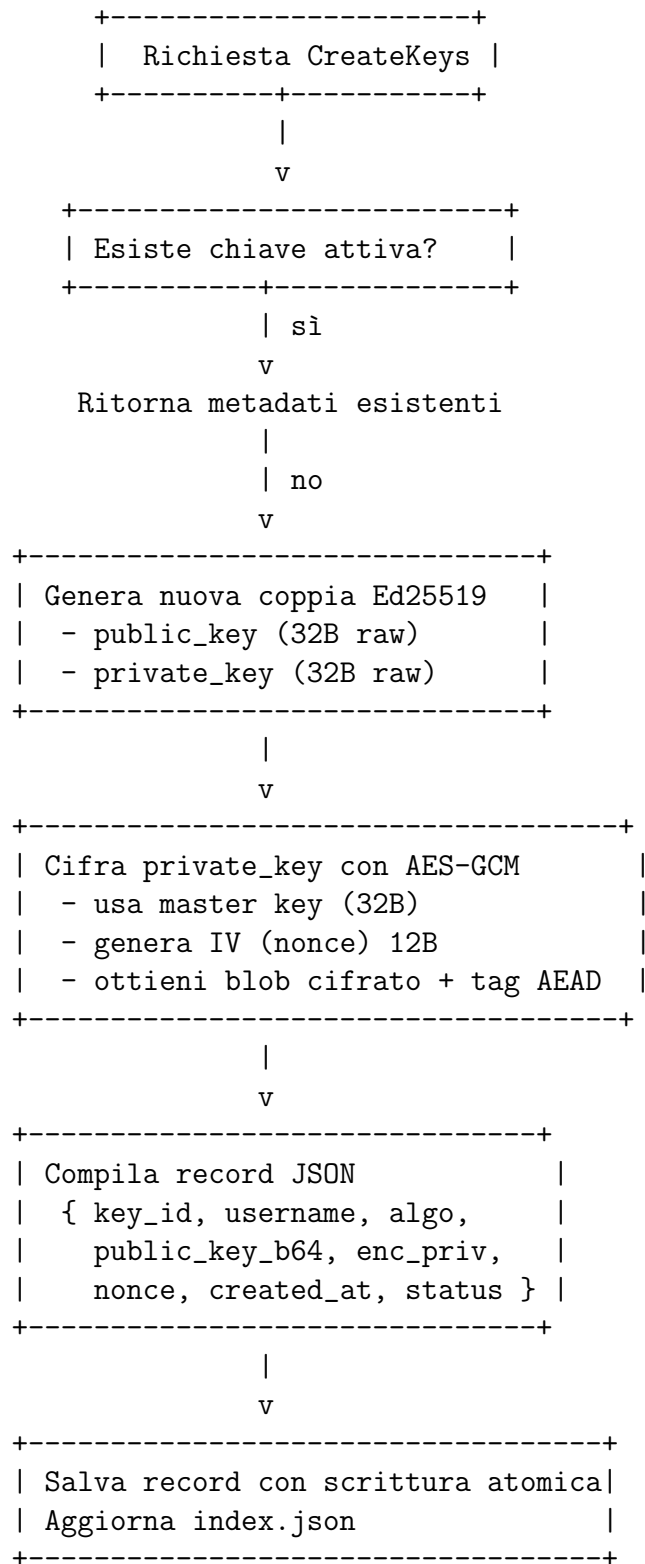 +-----------------------+
|  Richiesta CreateKeys |
+----------+-----------+
|
v
+---------------------------+
| Esiste chiave attiva?    |
+-----------+--------------+
| sì
v
Ritorna metadati esistenti
|
| no
v
+--------------------------------+
| Genera nuova coppia Ed25519   |
|  - public_key (32B raw)       |
|  - private_key (32B raw)      |
+--------------------------------+
|
v
+-------------------------------------+
| Cifra private_key con AES-GCM       |
|  - usa master key (32B)             |
|  - genera IV (nonce) 12B            |
|  - ottieni blob cifrato + tag AEAD  |
+-------------------------------------+
|
v
+--------------------------------+
| Compila record JSON            |
|  { key_id, username, algo,     |
|    public_key_b64, enc_priv,   |
|    nonce, created_at, status } |
+--------------------------------+
|
v
+------------------------------------+
| Salva record con scrittura atomica|
| Aggiorna index.json               |
+------------------------------------+